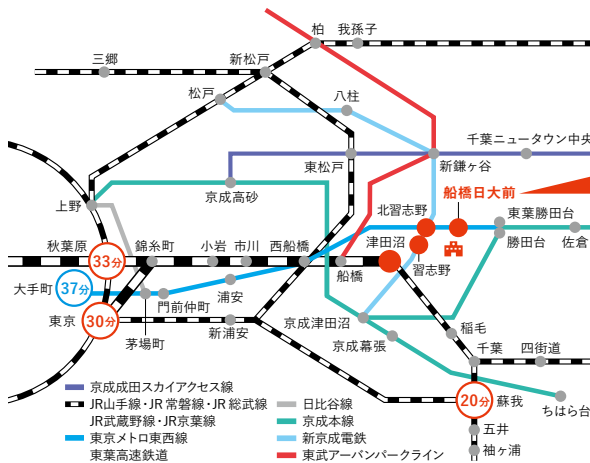 柏
我孫子
三郷
新松戸
松戸
八柱
千葉ニュータウン中央
東松戸
新鎌ヶ谷
京成高砂
船橋日大前
上野
北習志野
東葉勝田台
秋葉原
錦糸町
小岩
市川
西船橋
津田沼
勝田台
佐倉
33分
大手町
37分
船橋
習志野
浦安
門前仲町
東京
30分
茅場町
新浦安
京成津田沼
京成幕張
稲毛
千葉
四街道
京成成田スカイアクセス線
JR山手線・JR常磐線・JR総武線
JR武蔵野線・JR京葉線
東京メトロ東西線
東葉高速鉄道
日比谷線
京成本線
新京成電鉄
東武アーバンパークライン
20分
蘇我
ちはら台
五井
袖ヶ浦